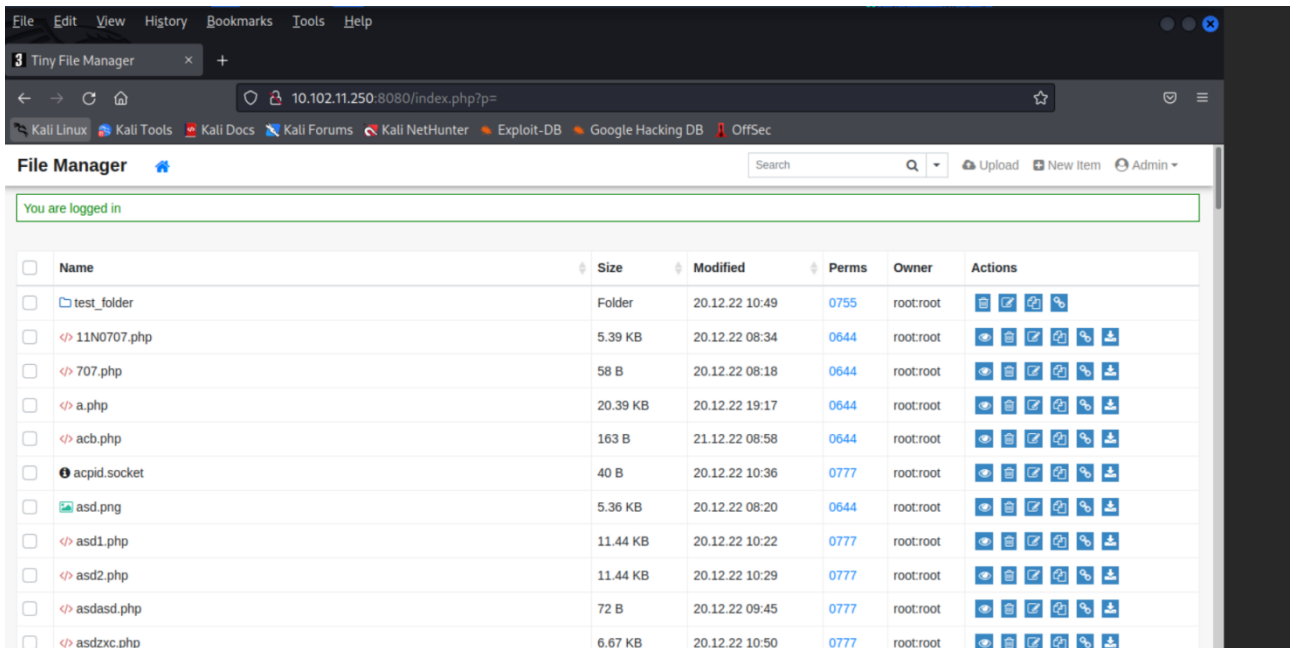 File Edit View History Bookmarks Tools Help
3 Tiny File Manager × +
10.102.11.250:8080/index.php?p=
Kali Linux Kali Tools Kali Docs Kali Forums Kali NetHunter Exploit-DB Google Hacking DB OffSec
File Manager Search Upload New Item Admin
You are logged in
Name Size Modified Perms Owner Actions
test_folder Folder 20.12.22 10:49 0755 root:root
11N0707.php 5.39 KB 20.12.22 08:34 0644 root:root
707.php 58 B 20.12.22 08:18 0644 root:root
a.php 20.39 KB 20.12.22 19:17 0644 root:root
acb.php 163 B 21.12.22 08:58 0644 root:root
acpid.socket 40 B 20.12.22 10:36 0777 root:root
asd.png 5.36 KB 20.12.22 08:20 0644 root:root
asd1.php 11.44 KB 20.12.22 10:22 0777 root:root
asd2.php 11.44 KB 20.12.22 10:29 0777 root:root
asdasd.php 72 B 20.12.22 09:45 0777 root:root
asdzxc.php 6.67 KB 20.12.22 10:50 0777 root:root